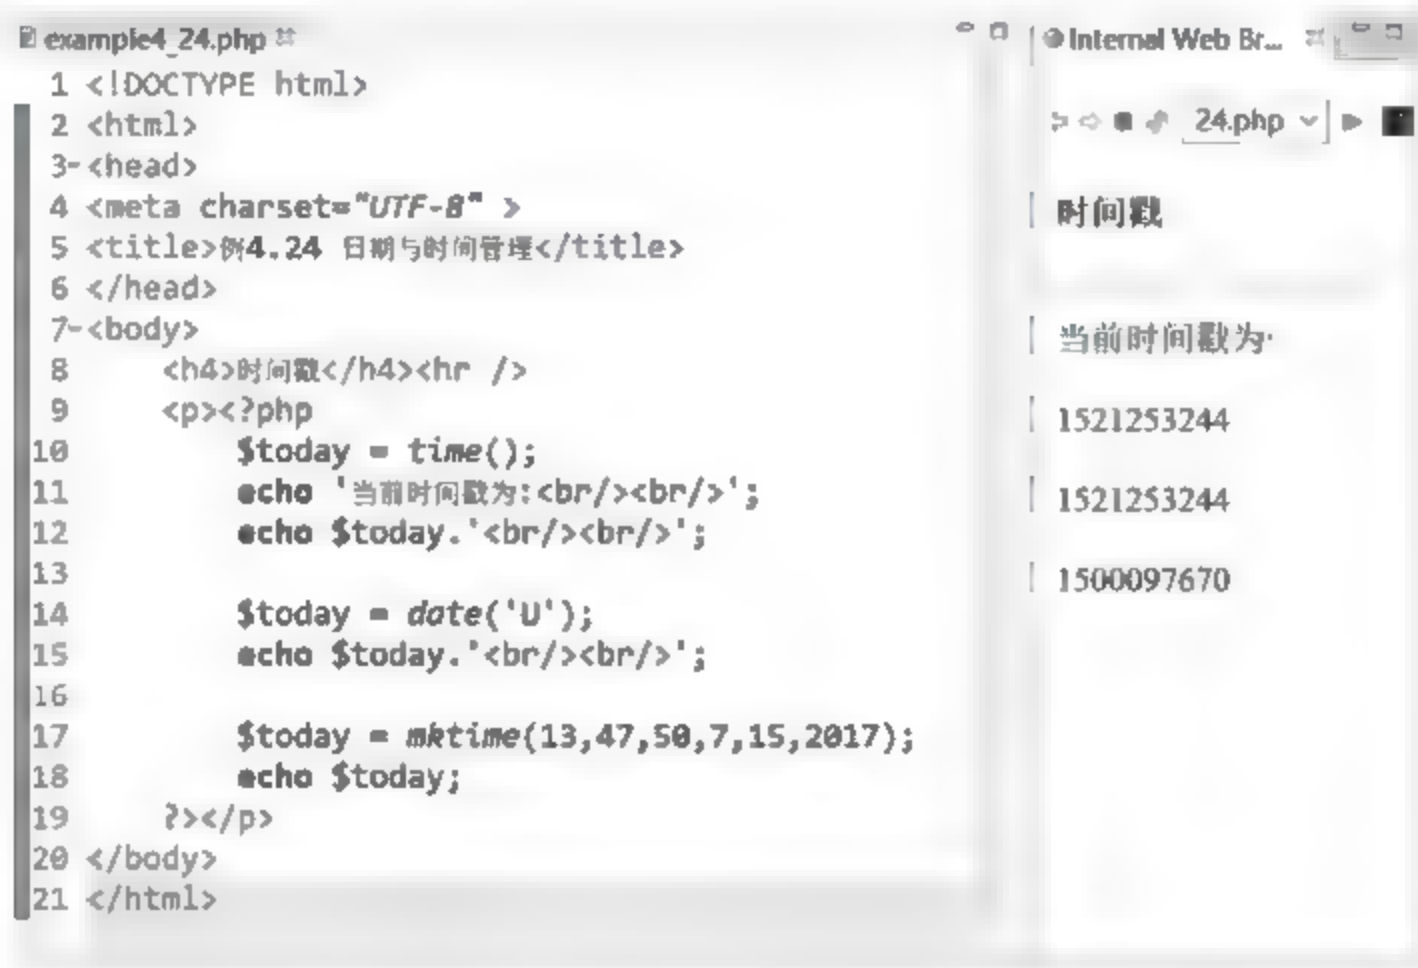 example4_24.php
1 <!DOCTYPE html>
2 <html>
3 <head>
4 <meta charset="UTF-8" >
5 <title>例4.24 日期与时间管理</title>
6 </head>
7 <body>
8 <h4>时间戳</h4><hr />
9 <p><?php
10 $today = time();
11 echo '当前时间戳为:<br/><br/>';
12 echo $today.'<br/><br/>';
13
14 $today = date('U');
15 echo $today.'<br/><br/>';
16
17 $today = mktime(13,47,50,7,15,2017);
18 echo $today;
19 ?></p>
20 </body>
21 </html>
Internal Web Br...
24.php
时间戳
当前时间戳为:
1521253244
1521253244
1500097670